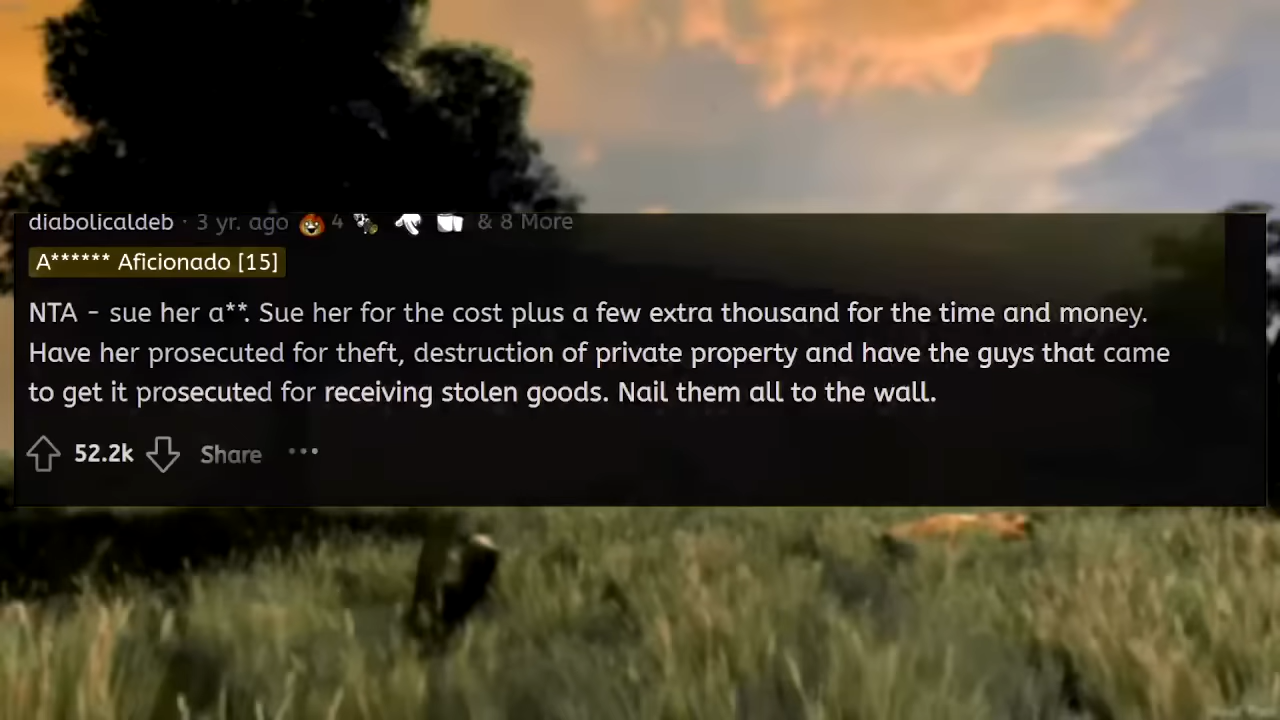 diabolicaldeb · 3 yr. ago 4 & 8 More
A****** Aficionado [15]
NTA - sue her a**. Sue her for the cost plus a few extra thousand for the time and money.
Have her prosecuted for theft, destruction of private property and have the guys that came
to get it prosecuted for receiving stolen goods. Nail them all to the wall.
52.2k Share ···